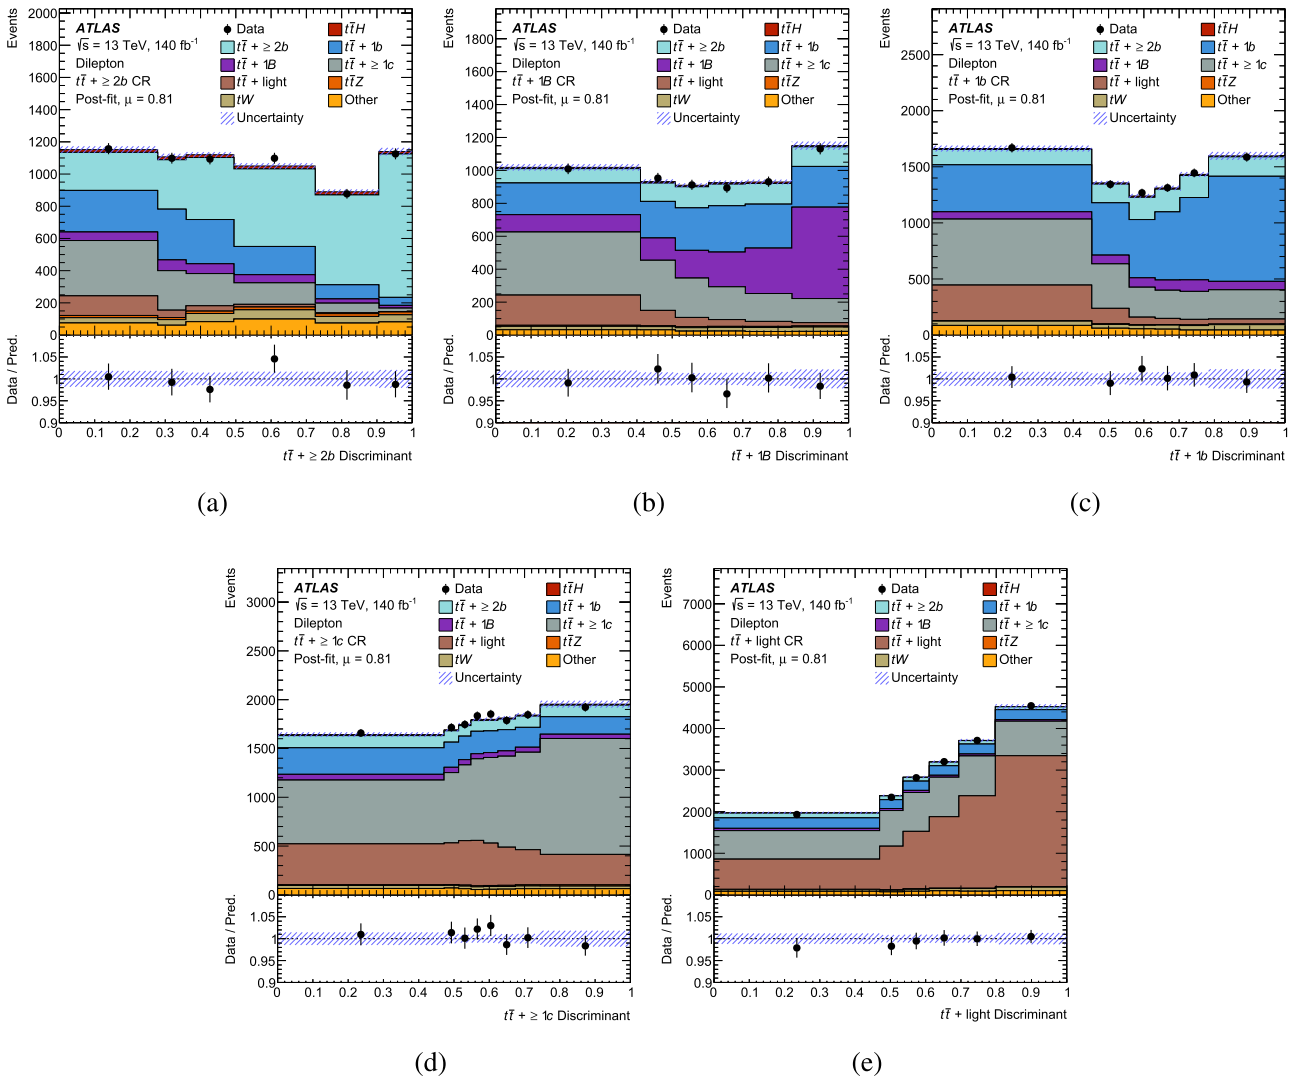 Events
2000
1800
1600
1400
1200
1000
800
600
400
200
0
ATLAS
√s = 13 TeV, 140 fb⁻¹
Dilepton
tt̄ + ≥ 2b CR
Post-fit, μ = 0.81
Data
tt̄ + ≥ 2b
tt̄ + 1B
tt̄ + light
tW
Uncertainty
tt̄H
tt̄ + 1b
tt̄ + ≥ 1c
tt̄Z
Other
Data / Pred.
1.05
1
0.95
0.9
0 0.1 0.2 0.3 0.4 0.5 0.6 0.7 0.8 0.9 1
tt̄ + ≥ 2b Discriminant
(a)
Events
1800
1600
1400
1200
1000
800
600
400
200
0
ATLAS
√s = 13 TeV, 140 fb⁻¹
Dilepton
tt̄ + 1B CR
Post-fit, μ = 0.81
Data
tt̄ + ≥ 2b
tt̄ + 1B
tt̄ + light
tW
Uncertainty
tt̄H
tt̄ + 1b
tt̄ + ≥ 1c
tt̄Z
Other
Data / Pred.
1.05
1
0.95
0.9
0 0.1 0.2 0.3 0.4 0.5 0.6 0.7 0.8 0.9 1
tt̄ + 1B Discriminant
(b)
Events
2500
2000
1500
1000
500
0
ATLAS
√s = 13 TeV, 140 fb⁻¹
Dilepton
tt̄ + 1b CR
Post-fit, μ = 0.81
Data
tt̄ + ≥ 2b
tt̄ + 1B
tt̄ + light
tW
Uncertainty
tt̄H
tt̄ + 1b
tt̄ + ≥ 1c
tt̄Z
Other
Data / Pred.
1.05
1
0.95
0.9
0 0.1 0.2 0.3 0.4 0.5 0.6 0.7 0.8 0.9 1
tt̄ + 1b Discriminant
(c)
Events
3000
2500
2000
1500
1000
500
0
ATLAS
√s = 13 TeV, 140 fb⁻¹
Dilepton
tt̄ + ≥ 1c CR
Post-fit, μ = 0.81
Data
tt̄ + ≥ 2b
tt̄ + 1B
tt̄ + light
tW
Uncertainty
tt̄H
tt̄ + 1b
tt̄ + ≥ 1c
tt̄Z
Other
Data / Pred.
1.05
1
0.95
0.9
0 0.1 0.2 0.3 0.4 0.5 0.6 0.7 0.8 0.9 1
tt̄ + ≥ 1c Discriminant
(d)
Events
7000
6000
5000
4000
3000
2000
1000
0
ATLAS
√s = 13 TeV, 140 fb⁻¹
Dilepton
tt̄ + light CR
Post-fit, μ = 0.81
Data
tt̄ + ≥ 2b
tt̄ + 1B
tt̄ + light
tW
Uncertainty
tt̄H
tt̄ + 1b
tt̄ + ≥ 1c
tt̄Z
Other
Data / Pred.
1.05
1
0.95
0.9
0 0.1 0.2 0.3 0.4 0.5 0.6 0.7 0.8 0.9 1
tt̄ + light Discriminant
(e)